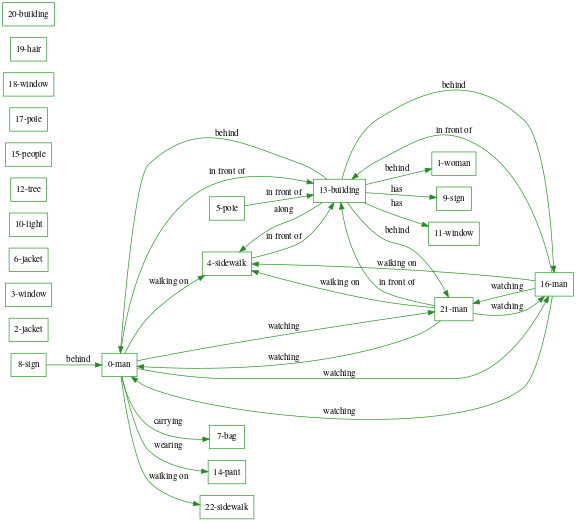 20-building
19-hair
18-window
17-pole
15-people
12-tree
10-light
6-jacket
3-window
2-jacket
8-sign
behind
0-man
behind
in front of
walking on
watching
watching
watching
watching
carrying
wearing
walking on
7-bag
14-pant
22-sidewalk
5-pole
in front of
4-sidewalk
along
in front of
13-building
behind
in front of
behind
has
has
behind
1-woman
9-sign
11-window
walking on
walking on
in front of
21-man
watching
watching
16-man